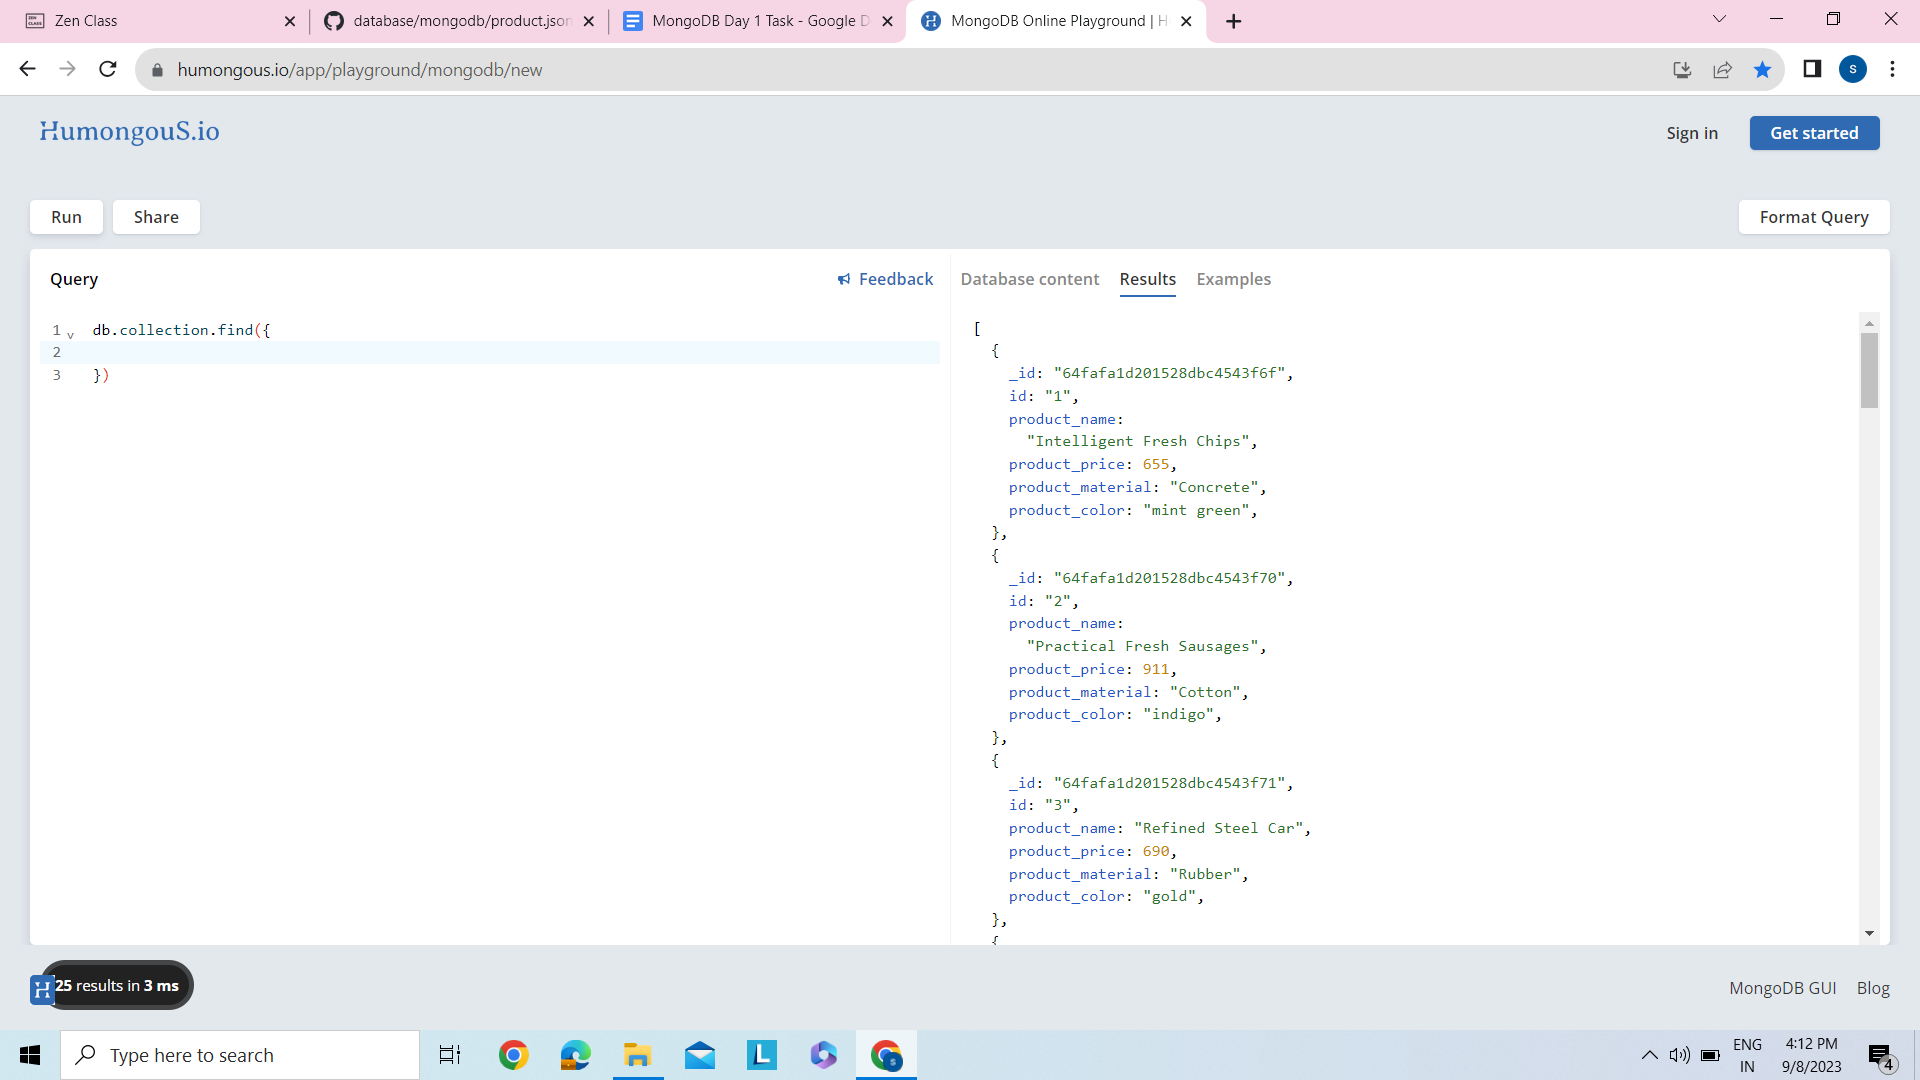 Zen Class
database/mongodb/product.json
MongoDB Day 1 Task - Google D
MongoDB Online Playground | H
humongous.io/app/playground/mongodb/new
S
HumongouS.io
Sign in
Get started
Run
Share
Format Query
Query
Feedback
Database content
Results
Examples
1 db.collection.find({
2
3 })
[
{
_id: "64fafa1d201528dbc4543f6f",
id: "1",
product_name:
"Intelligent Fresh Chips",
product_price: 655,
product_material: "Concrete",
product_color: "mint green",
},
{
_id: "64fafa1d201528dbc4543f70",
id: "2",
product_name:
"Practical Fresh Sausages",
product_price: 911,
product_material: "Cotton",
product_color: "indigo",
},
{
_id: "64fafa1d201528dbc4543f71",
id: "3",
product_name: "Refined Steel Car",
product_price: 690,
product_material: "Rubber",
product_color: "gold",
},
{
25 results in 3 ms
MongoDB GUI
Blog
Type here to search
ENG
IN
4:12 PM
9/8/2023
4